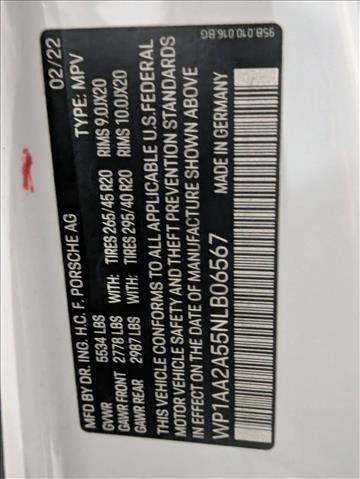 95B.010.016.BG
MFD BY DR. ING. H.C. F. PORSCHE AG 02/22
GVWR 5534 LBS TYPE: MPV
GAWR FRONT 2778 LBS WITH: TIRES 265/45 R20 RIMS 9.0JX20
GAWR REAR 2987 LBS WITH: TIRES 295/40 R20 RIMS 10.0JX20
THIS VEHICLE CONFORMS TO ALL APPLICABLE U.S. FEDERAL
MOTOR VEHICLE SAFETY AND THEFT PREVENTION STANDARDS
IN EFFECT ON THE DATE OF MANUFACTURE SHOWN ABOVE
WP1AA2A55NLB06567 MADE IN GERMANY